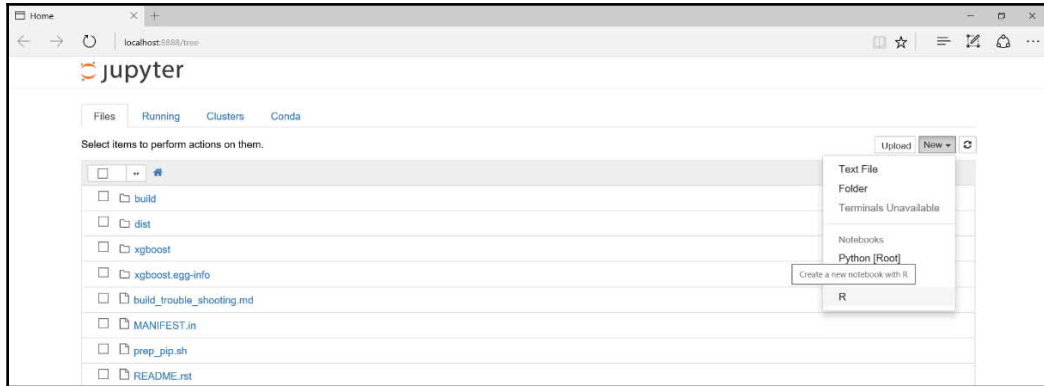 Home
localhost:8888/tree
jupyter
Files Running Clusters Conda
Select items to perform actions on them.
Upload New
Text File
Folder
Terminals Unavailable
Notebooks
Python [Root]
Create a new notebook with R
R
build
dist
xgboost
xgboost.egg-info
build_trouble_shooting.md
MANIFEST.in
prep_pip.sh
README.rst